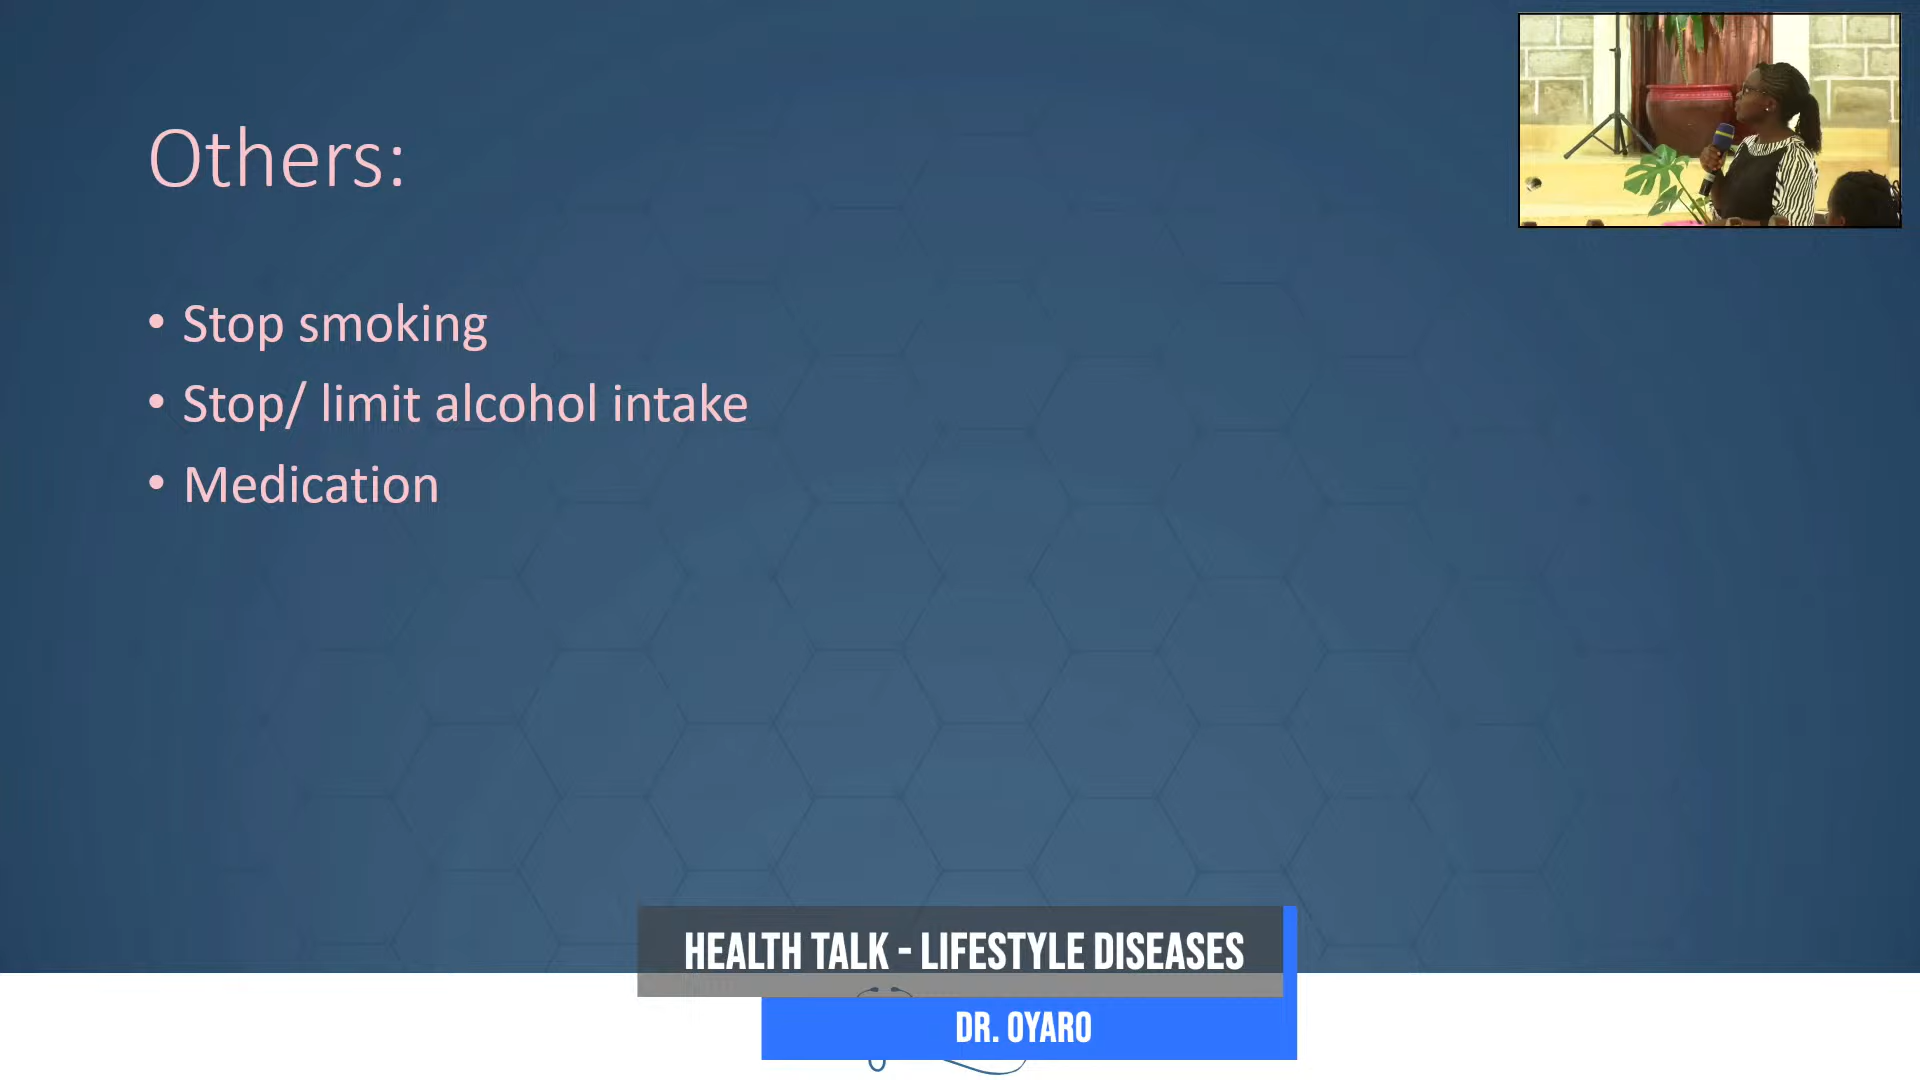 Others:
• Stop smoking
• Stop/ limit alcohol intake
• Medication
HEALTH TALK - LIFESTYLE DISEASES
DR. OYARO